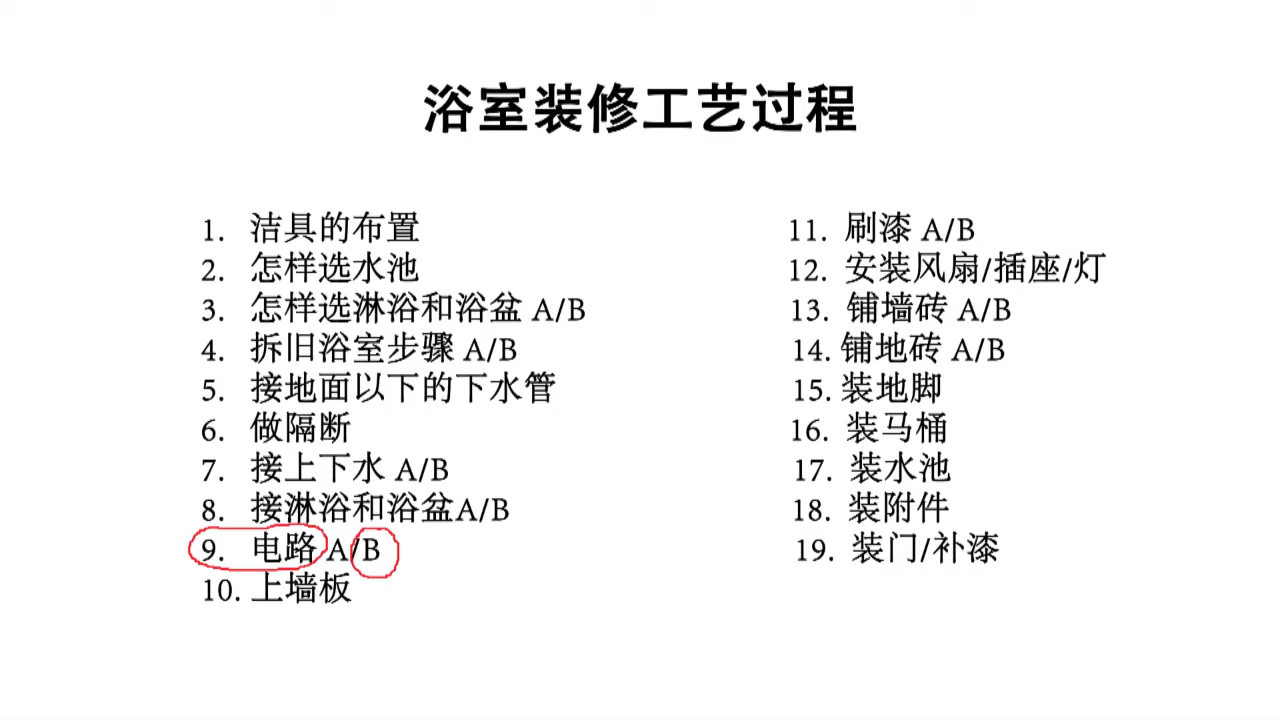 浴室装修工艺过程
1. 洁具的布置
2. 怎样选水池
3. 怎样选淋浴和浴盆 A/B
4. 拆旧浴室步骤 A/B
5. 接地面以下的下水管
6. 做隔断
7. 接上下水 A/B
8. 接淋浴和浴盆A/B
9. 电路 A/B
10. 上墙板
11. 刷漆 A/B
12. 安装风扇/插座/灯
13. 铺墙砖 A/B
14. 铺地砖 A/B
15. 装地脚
16. 装马桶
17. 装水池
18. 装附件
19. 装门/补漆